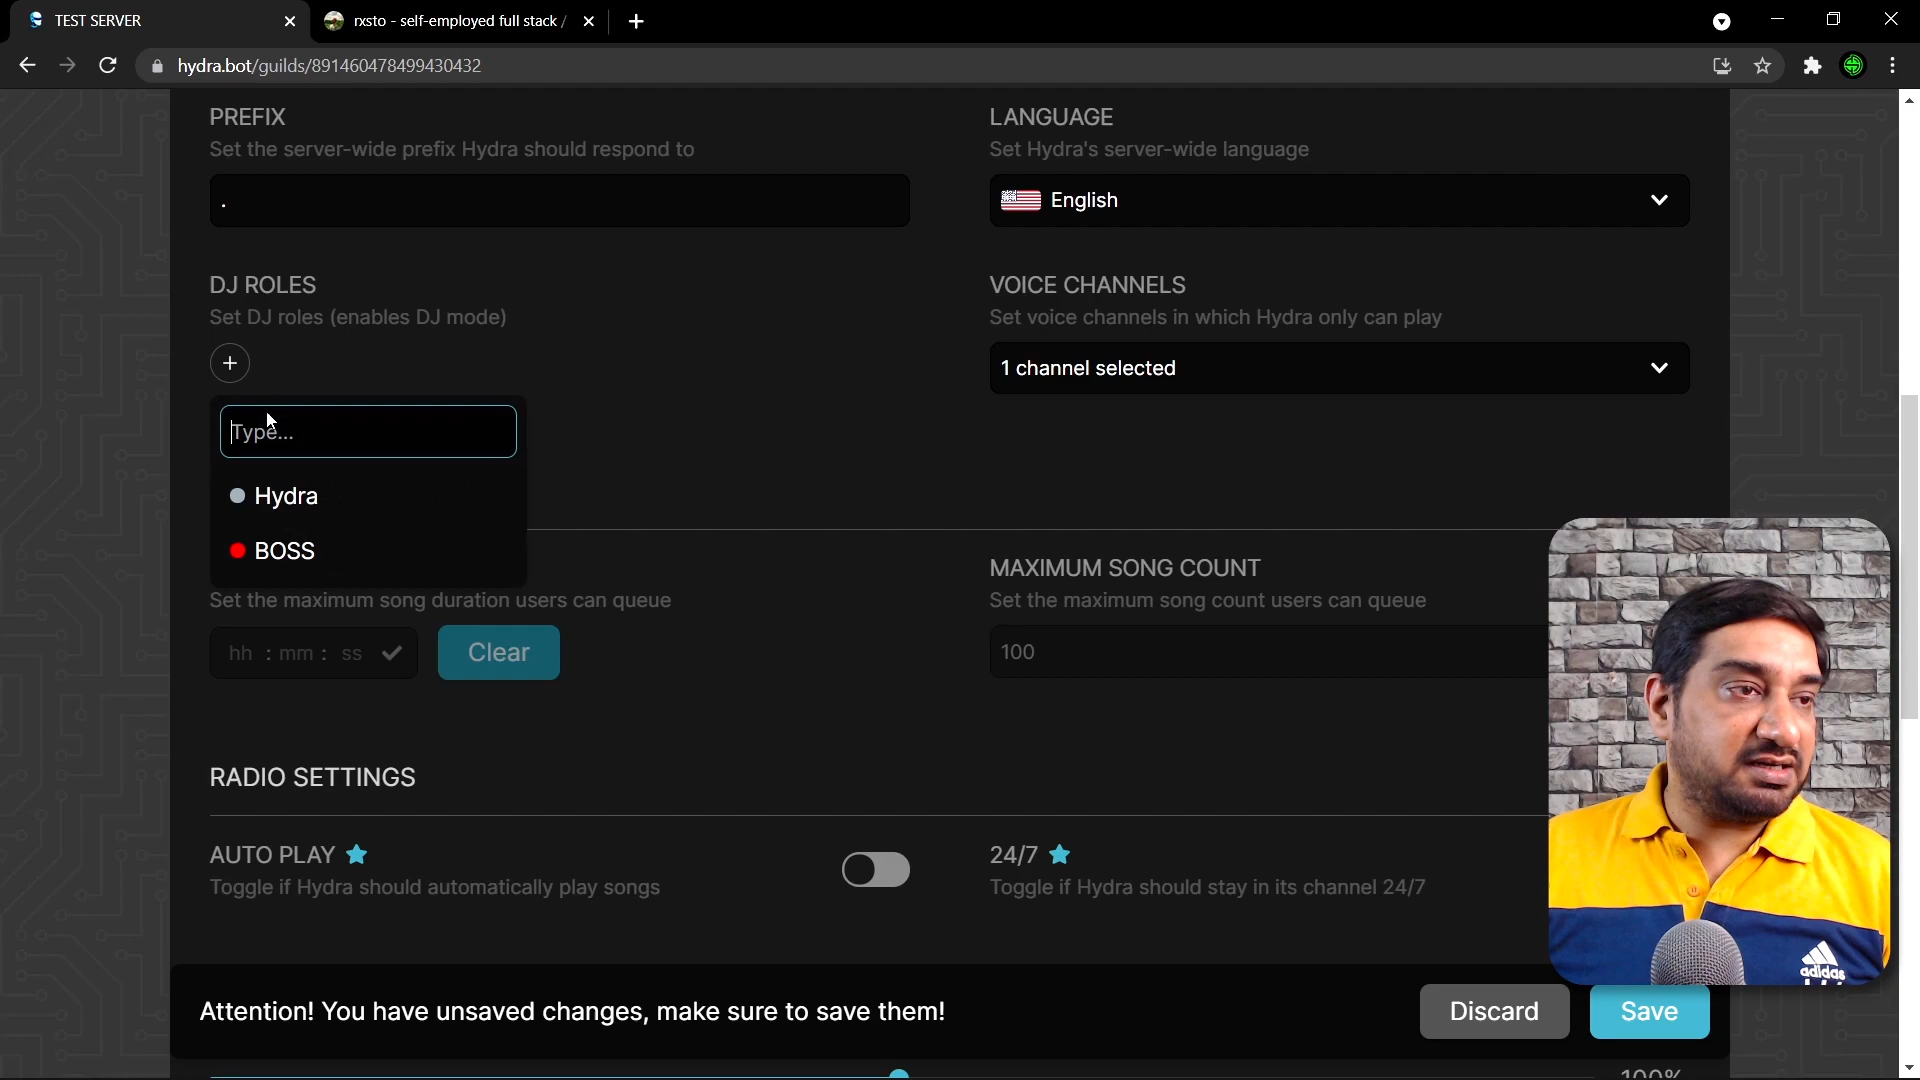 TEST SERVER
rxsto - self-employed full stack /
hydra.bot/guilds/891460478499430432
PREFIX
Set the server-wide prefix Hydra should respond to
.
LANGUAGE
Set Hydra's server-wide language
English
DJ ROLES
Set DJ roles (enables DJ mode)
+
Type...
Hydra
BOSS
VOICE CHANNELS
Set voice channels in which Hydra only can play
1 channel selected
Set the maximum song duration users can queue
hh : mm : ss
Clear
MAXIMUM SONG COUNT
Set the maximum song count users can queue
100
RADIO SETTINGS
AUTO PLAY
Toggle if Hydra should automatically play songs
24/7
Toggle if Hydra should stay in its channel 24/7
Attention! You have unsaved changes, make sure to save them!
Discard
Save
100%
adidas